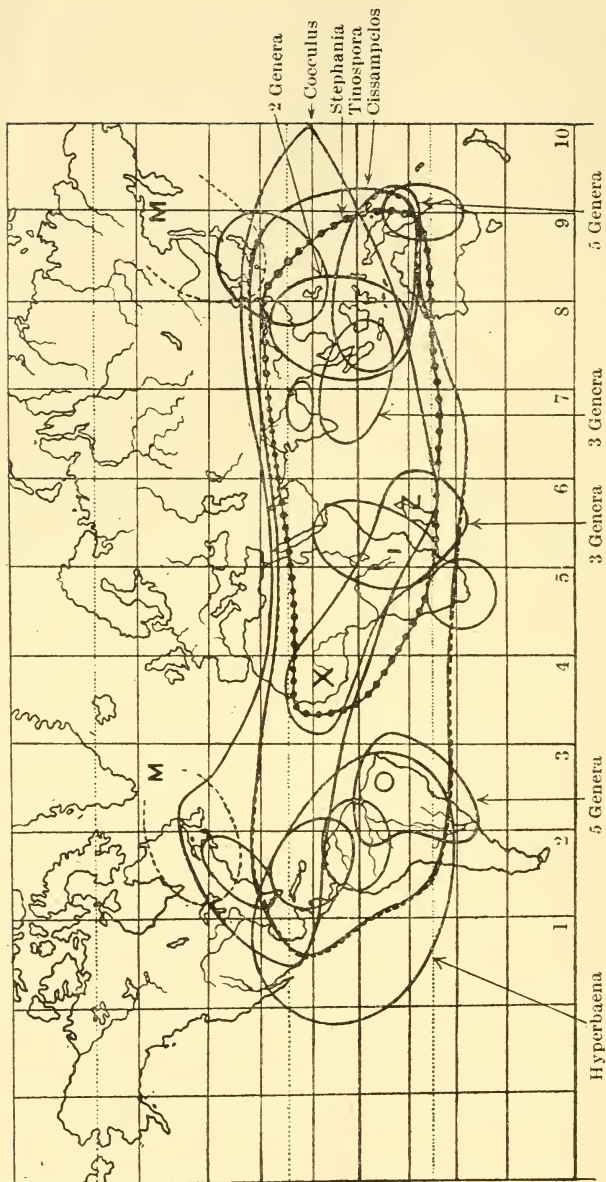 2 Genera
Cocculus
Stephania
Tinospora
Cissampelos
M
M
X
Z
I
O
1
2
3
4
5
6
7
8
9
10
Hyperbaena
5 Genera
3 Genera
3 Genera
5 Genera